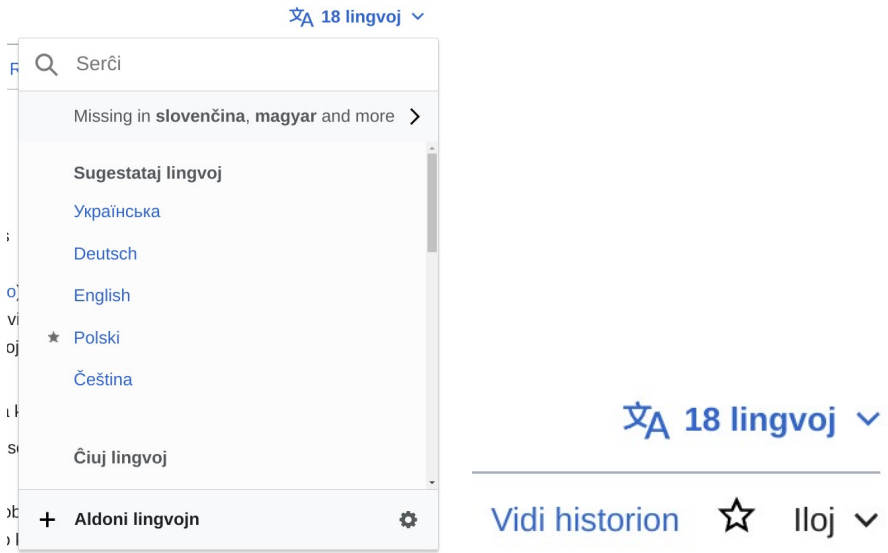 18 lingvoj
Serĉi
Missing in slovenčina, magyar and more
Sugestataj lingvoj
Українська
Deutsch
English
Polski
Čeština
Ĉiuj lingvoj
Aldoni lingvojn
18 lingvoj
Vidi historion
Iloj